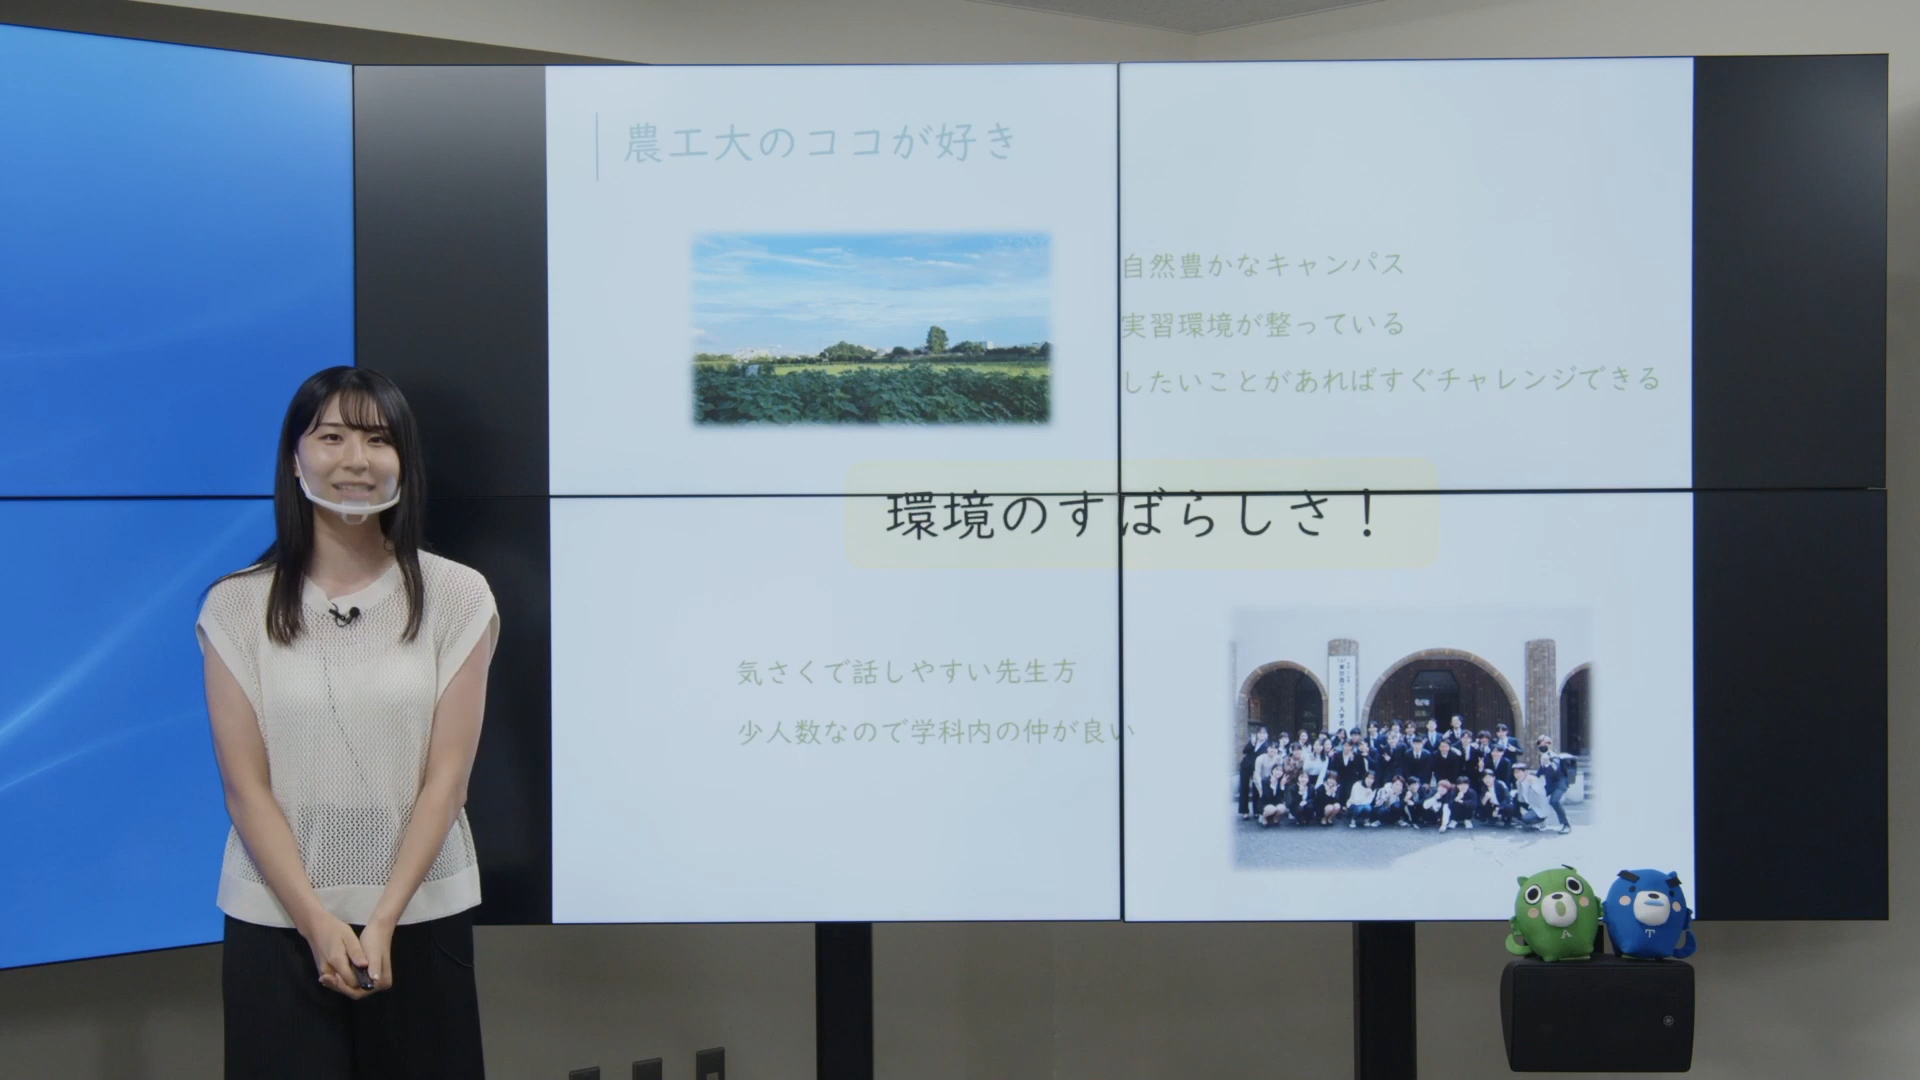 農工大のココが好き
自然豊かなキャンパス
実習環境が整っている
したいことがあればすぐチャレンジできる
環境のすばらしさ！
気さくで話しやすい先生方
少人数なので学科内の仲が良い
A
T